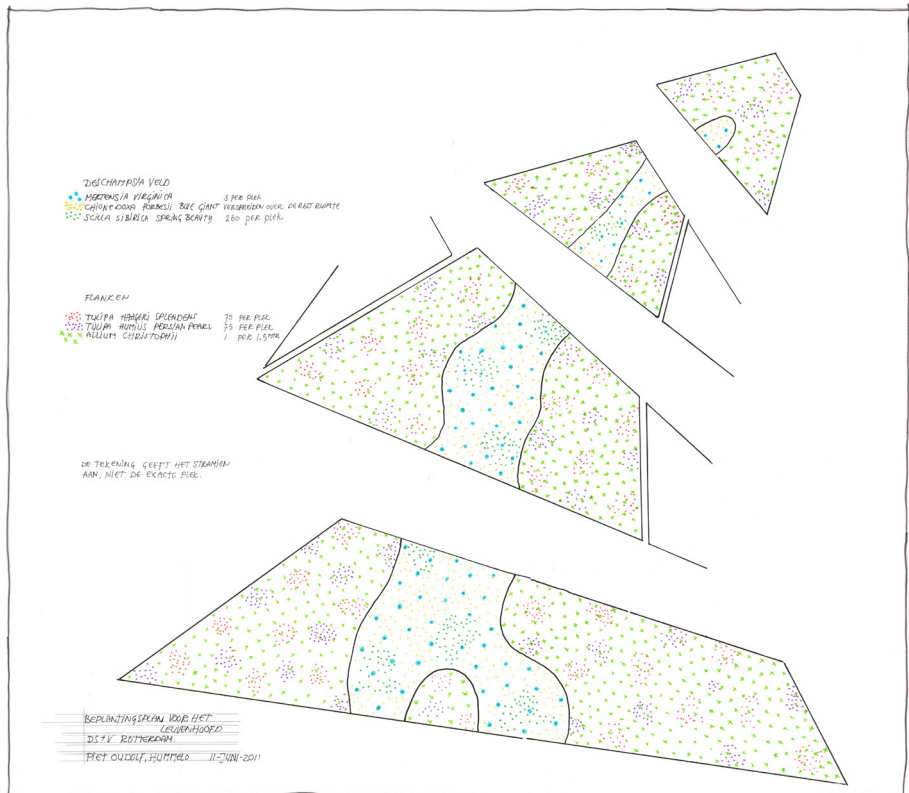 DESCHAMPSIA VELD
MERTENSIA VIRGINICA 3 PER PLEK
CHIONODOXA FORBESII BLUE GIANT VERSPREIDEN OVER DE REST RUIMTE
SCILLA SIBIRICA SPRING BEAUTY 250 PER PLEK
FLANKEN
TULIPA HAGERI SPLENDENS 75 PER PLEK
TULIPA HUMILIS PERSIAN PEARL 75 PER PLEK
ALLIUM CHRISTOPHII 1 PER 1.5 MTR
DE TEKENING GEEFT HET STRAMIEN
AAN, NIET DE EXACTE PLEK.
BEPLANTINGSPLAN VOOR HET
LEUVENHOOFD
DS+V ROTTERDAM.
PIET OUDOLF, HUMMELO 11-JUNI-2011